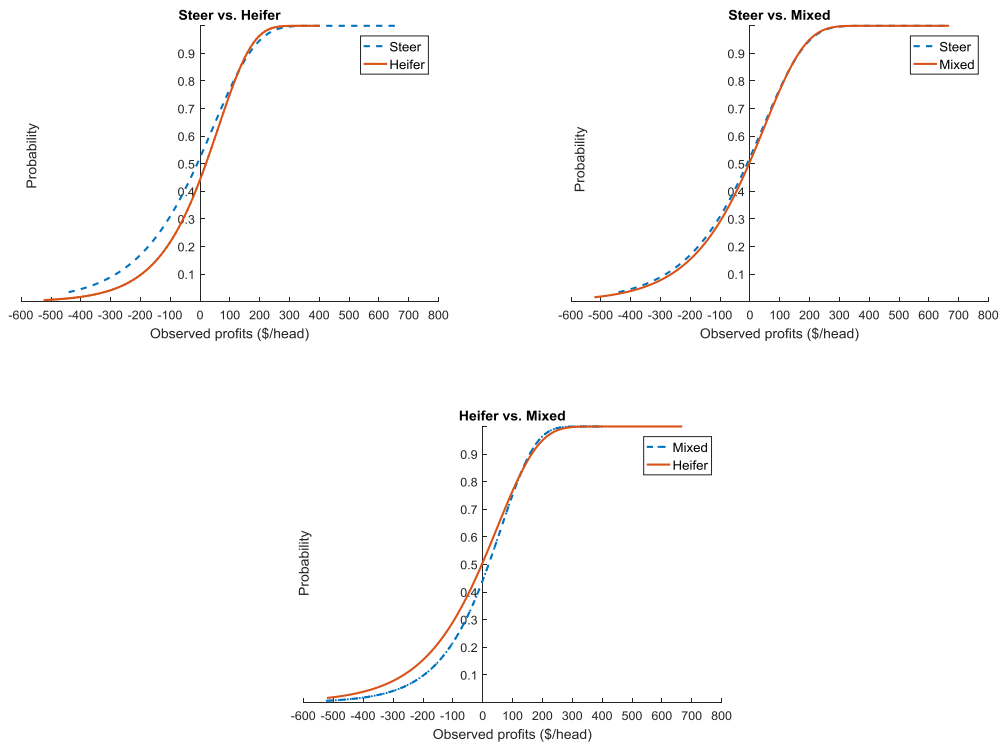 Steer vs. Heifer
Steer
Heifer
0.9
0.8
0.7
0.6
0.5
0.4
0.3
0.2
0.1
Probability
-600 -500 -400 -300 -200 -100 0 100 200 300 400 500 600 700 800
Observed profits ($/head)
Steer vs. Mixed
Steer
Mixed
0.9
0.8
0.7
0.6
0.5
0.4
0.3
0.2
0.1
Probability
-600 -500 -400 -300 -200 -100 0 100 200 300 400 500 600 700 800
Observed profits ($/head)
Heifer vs. Mixed
Mixed
Heifer
0.9
0.8
0.7
0.6
0.5
0.4
0.3
0.2
0.1
Probability
-600 -500 -400 -300 -200 -100 0 100 200 300 400 500 600 700 800
Observed profits ($/head)